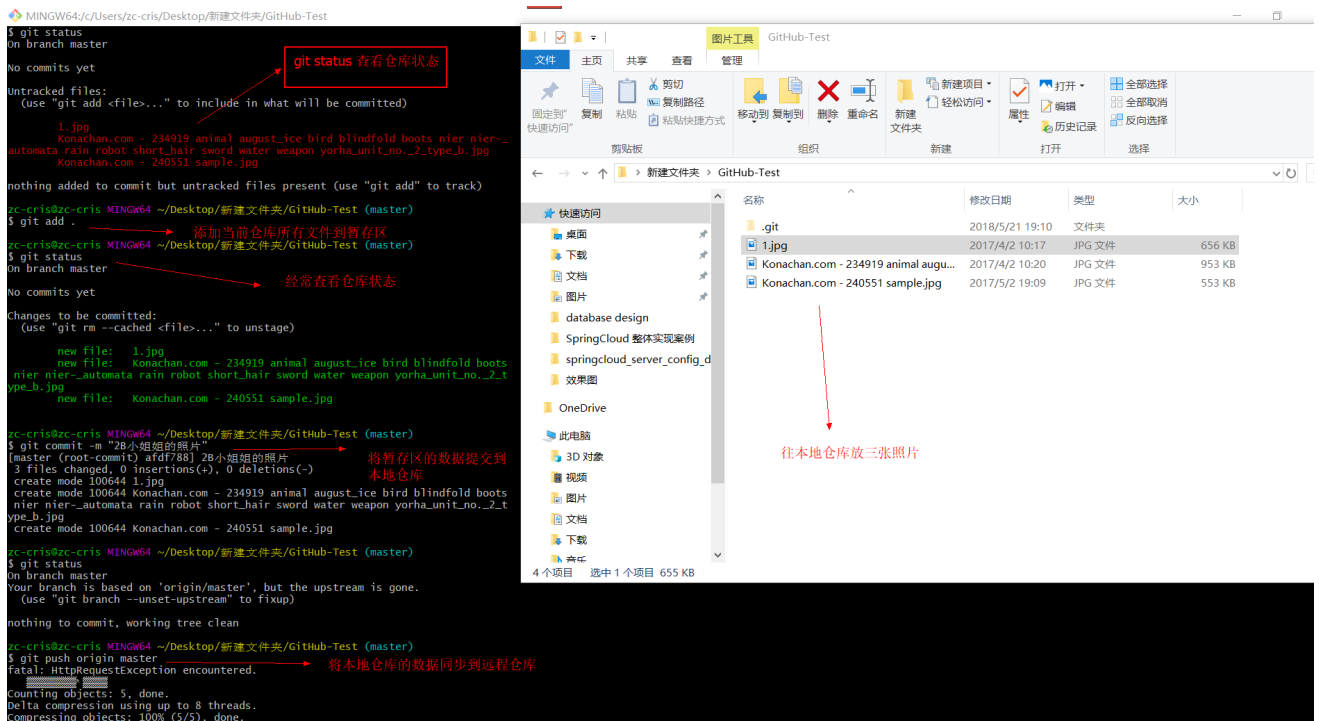 MINGW64:/c/Users/zc-cris/Desktop/新建文件夹/GitHub-Test
$ git status
On branch master
No commits yet
Untracked files:
(use "git add <file>..." to include in what will be committed)
1.jpg
Konachan.com - 234919 animal august_ice bird blindfold boots nier nier-_
automata rain robot short_hair sword water weapon yorha_unit_no._2_type_b.jpg
Konachan.com - 240551 sample.jpg
nothing added to commit but untracked files present (use "git add" to track)
zc-cris@zc-cris MINGW64 ~/Desktop/新建文件夹/GitHub-Test (master)
$ git add .
zc-cris@zc-cris MINGW64 ~/Desktop/新建文件夹/GitHub-Test (master)
$ git status
On branch master
No commits yet
Changes to be committed:
(use "git rm --cached <file>..." to unstage)
new file: 1.jpg
new file: Konachan.com - 234919 animal august_ice bird blindfold boots
nier nier-_automata rain robot short_hair sword water weapon yorha_unit_no._2_t
ype_b.jpg
new file: Konachan.com - 240551 sample.jpg
zc-cris@zc-cris MINGW64 ~/Desktop/新建文件夹/GitHub-Test (master)
$ git commit -m "2B小姐姐的照片"
[master (root-commit) afdf788] 2B小姐姐的照片
3 files changed, 0 insertions(+), 0 deletions(-)
create mode 100644 1.jpg
create mode 100644 Konachan.com - 234919 animal august_ice bird blindfold boots
nier nier-_automata rain robot short_hair sword water weapon yorha_unit_no._2_t
ype_b.jpg
create mode 100644 Konachan.com - 240551 sample.jpg
zc-cris@zc-cris MINGW64 ~/Desktop/新建文件夹/GitHub-Test (master)
$ git status
On branch master
Your branch is based on 'origin/master', but the upstream is gone.
(use "git branch --unset-upstream" to fixup)
nothing to commit, working tree clean
zc-cris@zc-cris MINGW64 ~/Desktop/新建文件夹/GitHub-Test (master)
$ git push origin master
fatal: HttpRequestException encountered.
Counting objects: 5, done.
Delta compression using up to 8 threads.
Compressing objects: 100% (5/5), done.
git status 查看仓库状态
添加当前仓库所有文件到暂存区
经常查看仓库状态
将暂存区的数据提交到
本地仓库
将本地仓库的数据同步到远程仓库
图片工具 GitHub-Test
文件 主页 共享 查看 管理
固定到"
快速访问"
复制
粘贴
剪切
复制路径
粘贴快捷方式
剪贴板
移动到 复制到 删除 重命名
组织
新建
文件夹
新建项目
轻松访问
新建
属性
打开
编辑
历史记录
打开
全部选择
全部取消
反向选择
选择
新建文件夹 > GitHub-Test
快速访问
桌面
下载
文档
图片
database design
SpringCloud 整体实现案例
springcloud_server_config_d
效果图
OneDrive
此电脑
3D 对象
视频
图片
文档
下载
音乐
名称 修改日期 类型 大小
.git 2018/5/21 19:10 文件夹
1.jpg 2017/4/2 10:17 JPG 文件 656 KB
Konachan.com - 234919 animal augu... 2017/4/2 10:20 JPG 文件 953 KB
Konachan.com - 240551 sample.jpg 2017/5/2 19:09 JPG 文件 553 KB
往本地仓库放三张照片
4 个项目 选中 1 个项目 655 KB